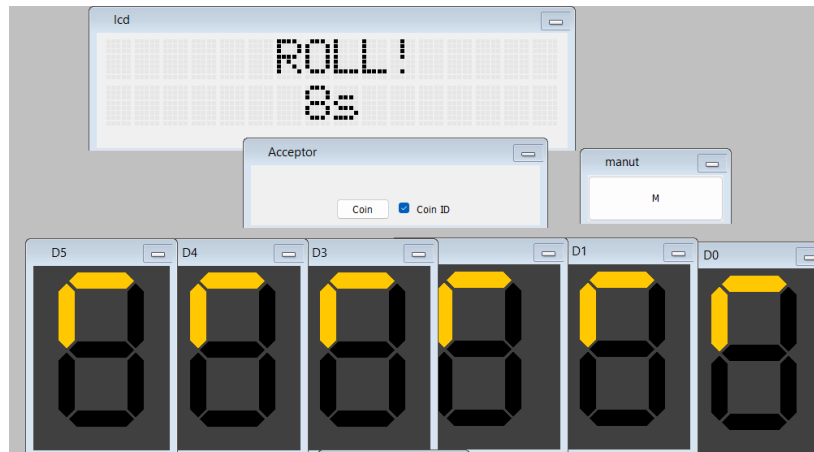 lcd
ROLL!
8s
Acceptor
Coin
Coin ID
manut
M
D5
D4
D3
D1
D0